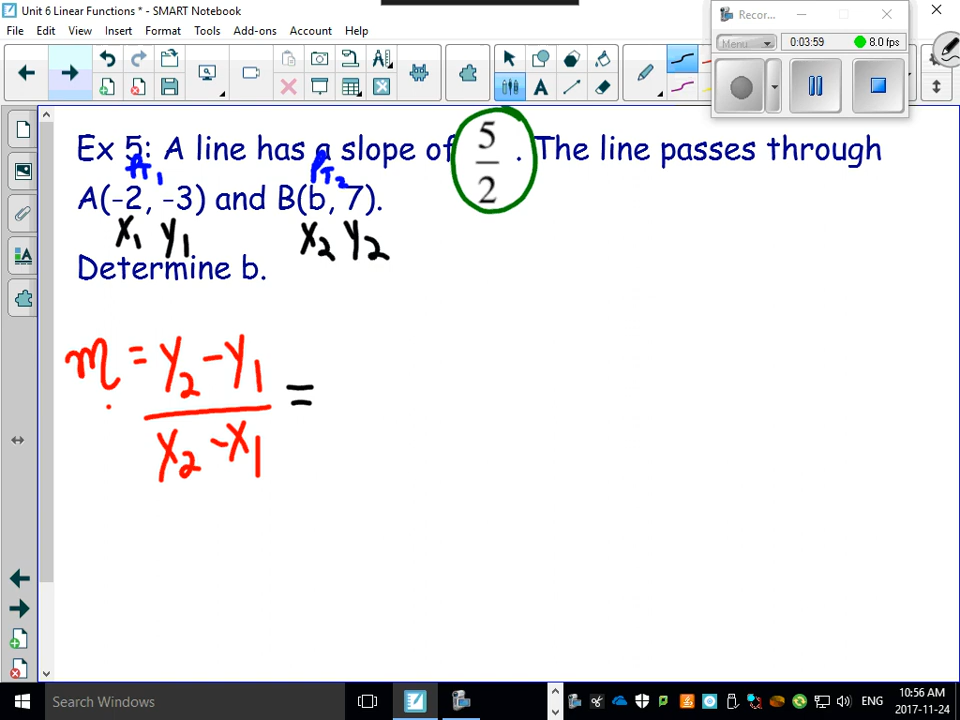 Unit 6 Linear Functions * - SMART Notebook
File Edit View Insert Format Tools Add-ons Account Help
Recor...
Menu
0:03:59
8.0 fps
Ex 5: A line has a slope of 5/2. The line passes through
PT1 PT2
A(-2, -3) and B(b, 7).
x1 y1 x2 y2
Determine b.
m = y2 - y1 =
x2 - x1
Search Windows
ENG
10:56 AM
2017-11-24